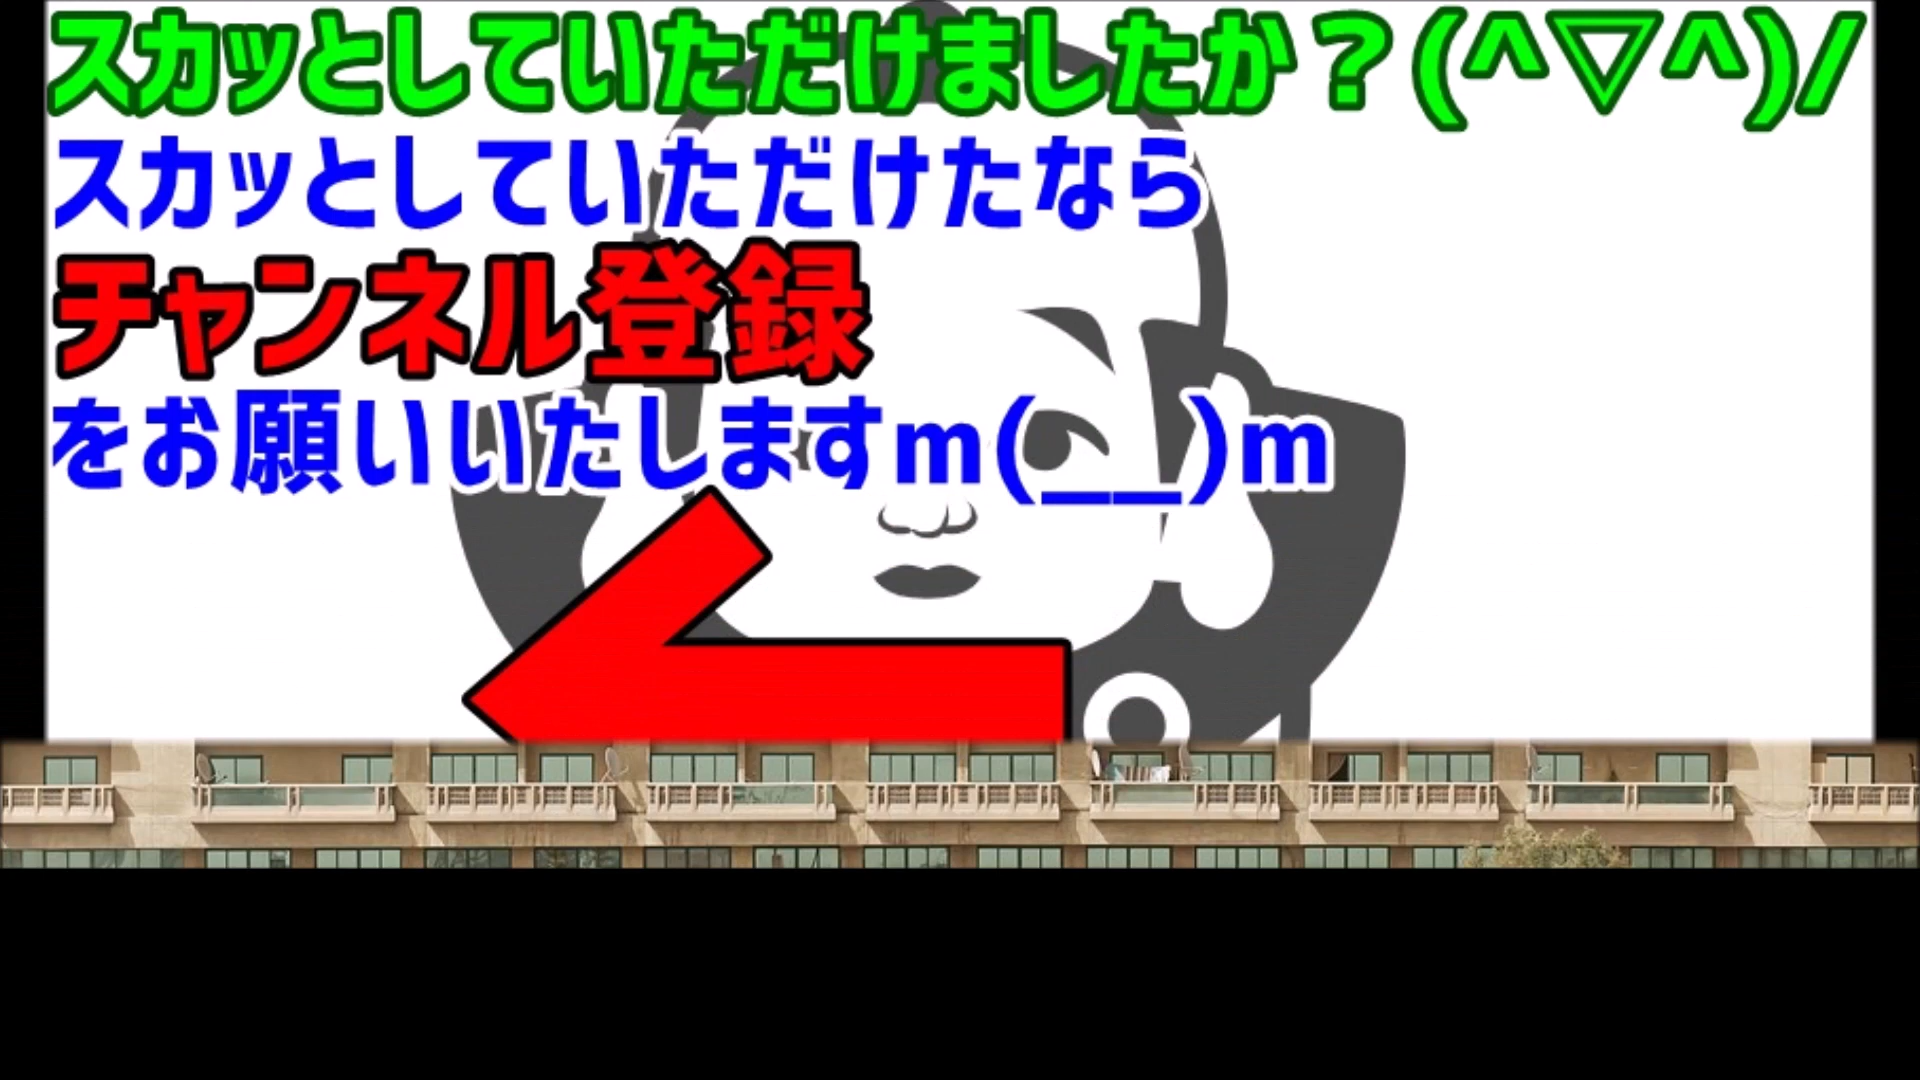 スカッとしていただけましたか？(^▽^)/
スカッとしていただけたなら
チャンネル登録
をお願いいたしますm(__)m